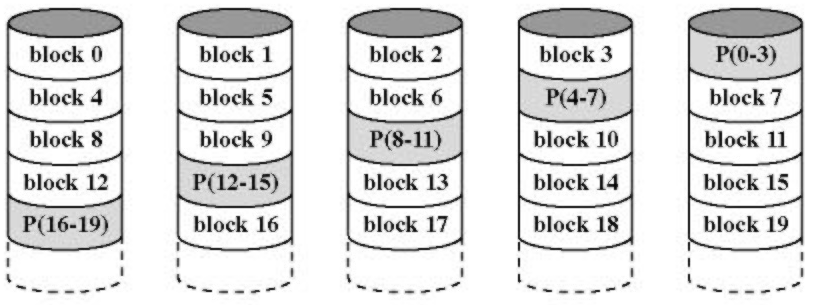 block 0 block 1 block 2 block 3 P(0-3)
block 4 block 5 block 6 P(4-7) block 7
block 8 block 9 P(8-11) block 10 block 11
block 12 P(12-15) block 13 block 14 block 15
P(16-19) block 16 block 17 block 18 block 19